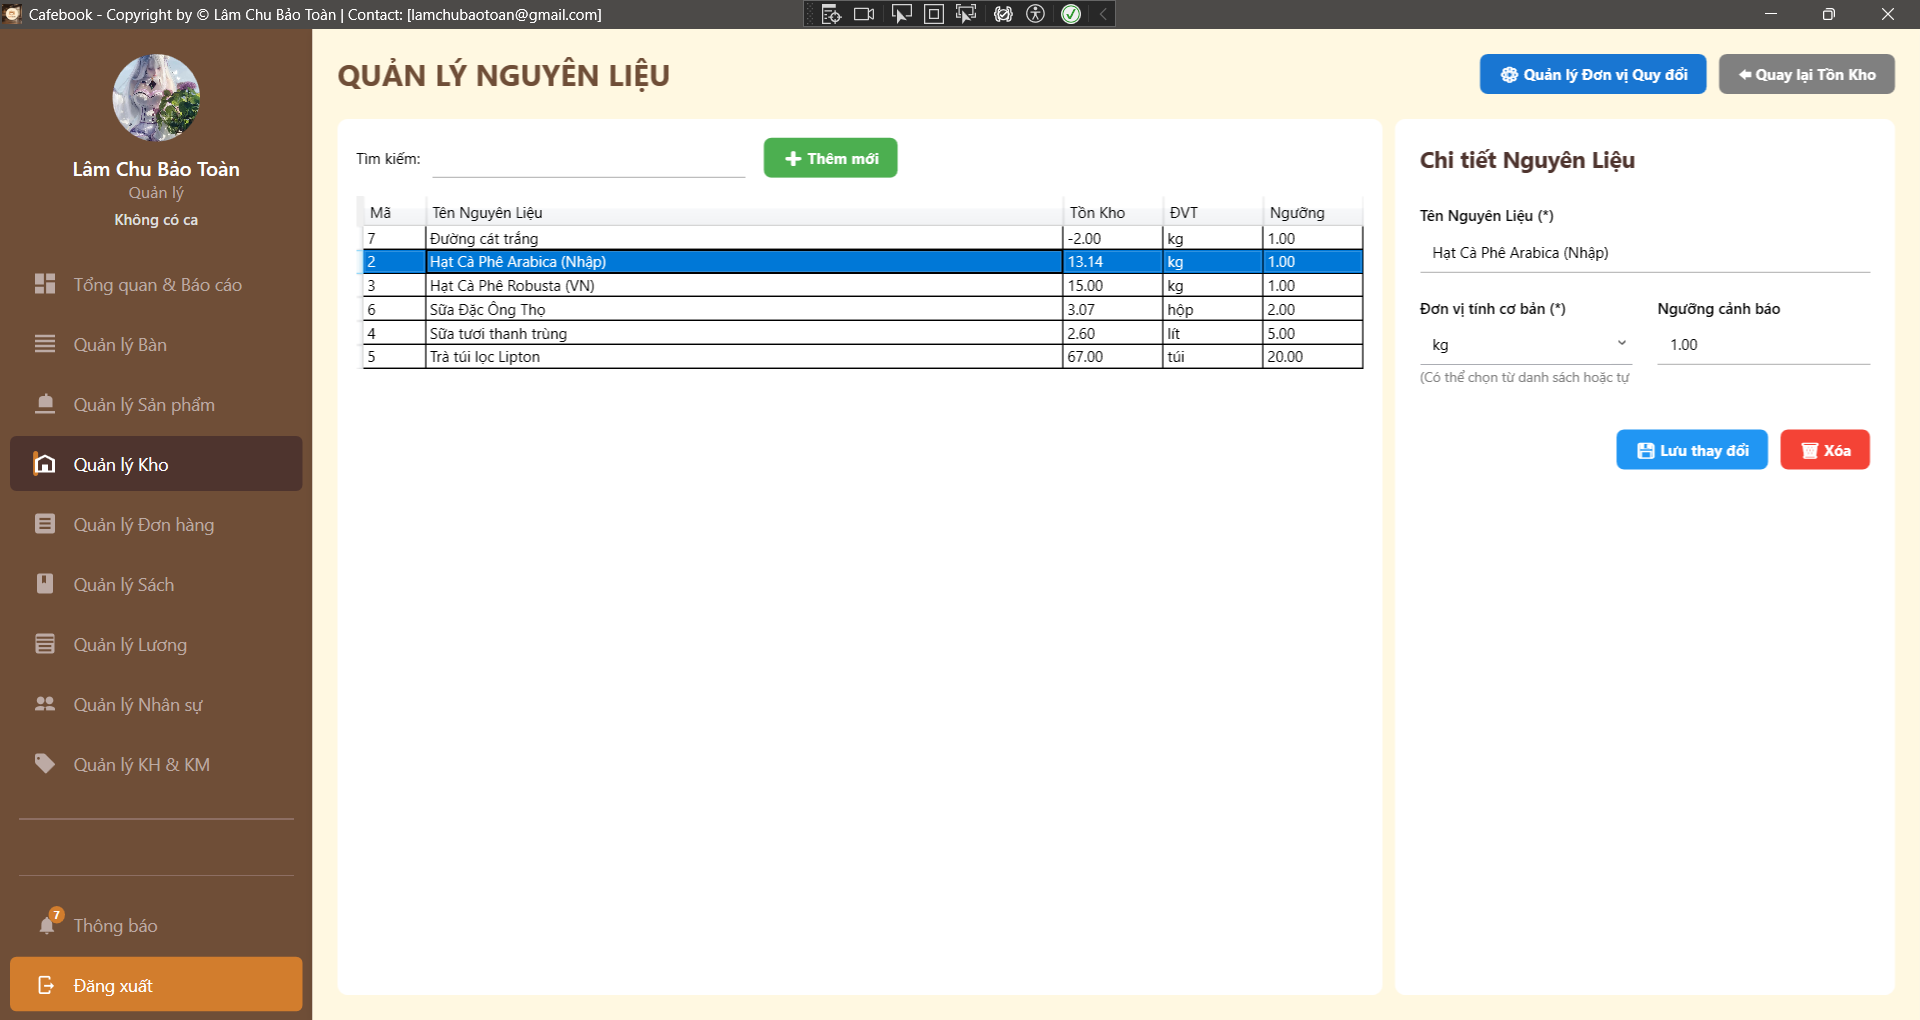 Cafebook - Copyright by © Lâm Chu Bảo Toàn | Contact: [lamchubaotoan@gmail.com]
Lâm Chu Bảo Toàn
Quản lý
Không có ca
Tổng quan & Báo cáo
Quản lý Bàn
Quản lý Sản phẩm
Quản lý Kho
Quản lý Đơn hàng
Quản lý Sách
Quản lý Lương
Quản lý Nhân sự
Quản lý KH & KM
7
Thông báo
Đăng xuất
QUẢN LÝ NGUYÊN LIỆU
Quản lý Đơn vị Quy đổi
Quay lại Tồn Kho
Tìm kiếm:
Thêm mới
Mã Tên Nguyên Liệu Tồn Kho ĐVT Ngưỡng
7 Đường cát trắng -2.00 kg 1.00
2 Hạt Cà Phê Arabica (Nhập) 13.14 kg 1.00
3 Hạt Cà Phê Robusta (VN) 15.00 kg 1.00
6 Sữa Đặc Ông Thọ 3.07 hộp 2.00
4 Sữa tươi thanh trùng 2.60 lít 5.00
5 Trà túi lọc Lipton 67.00 túi 20.00
Chi tiết Nguyên Liệu
Tên Nguyên Liệu (*)
Hạt Cà Phê Arabica (Nhập)
Đơn vị tính cơ bản (*) Ngưỡng cảnh báo
kg 1.00
(Có thể chọn từ danh sách hoặc tự
Lưu thay đổi
Xóa